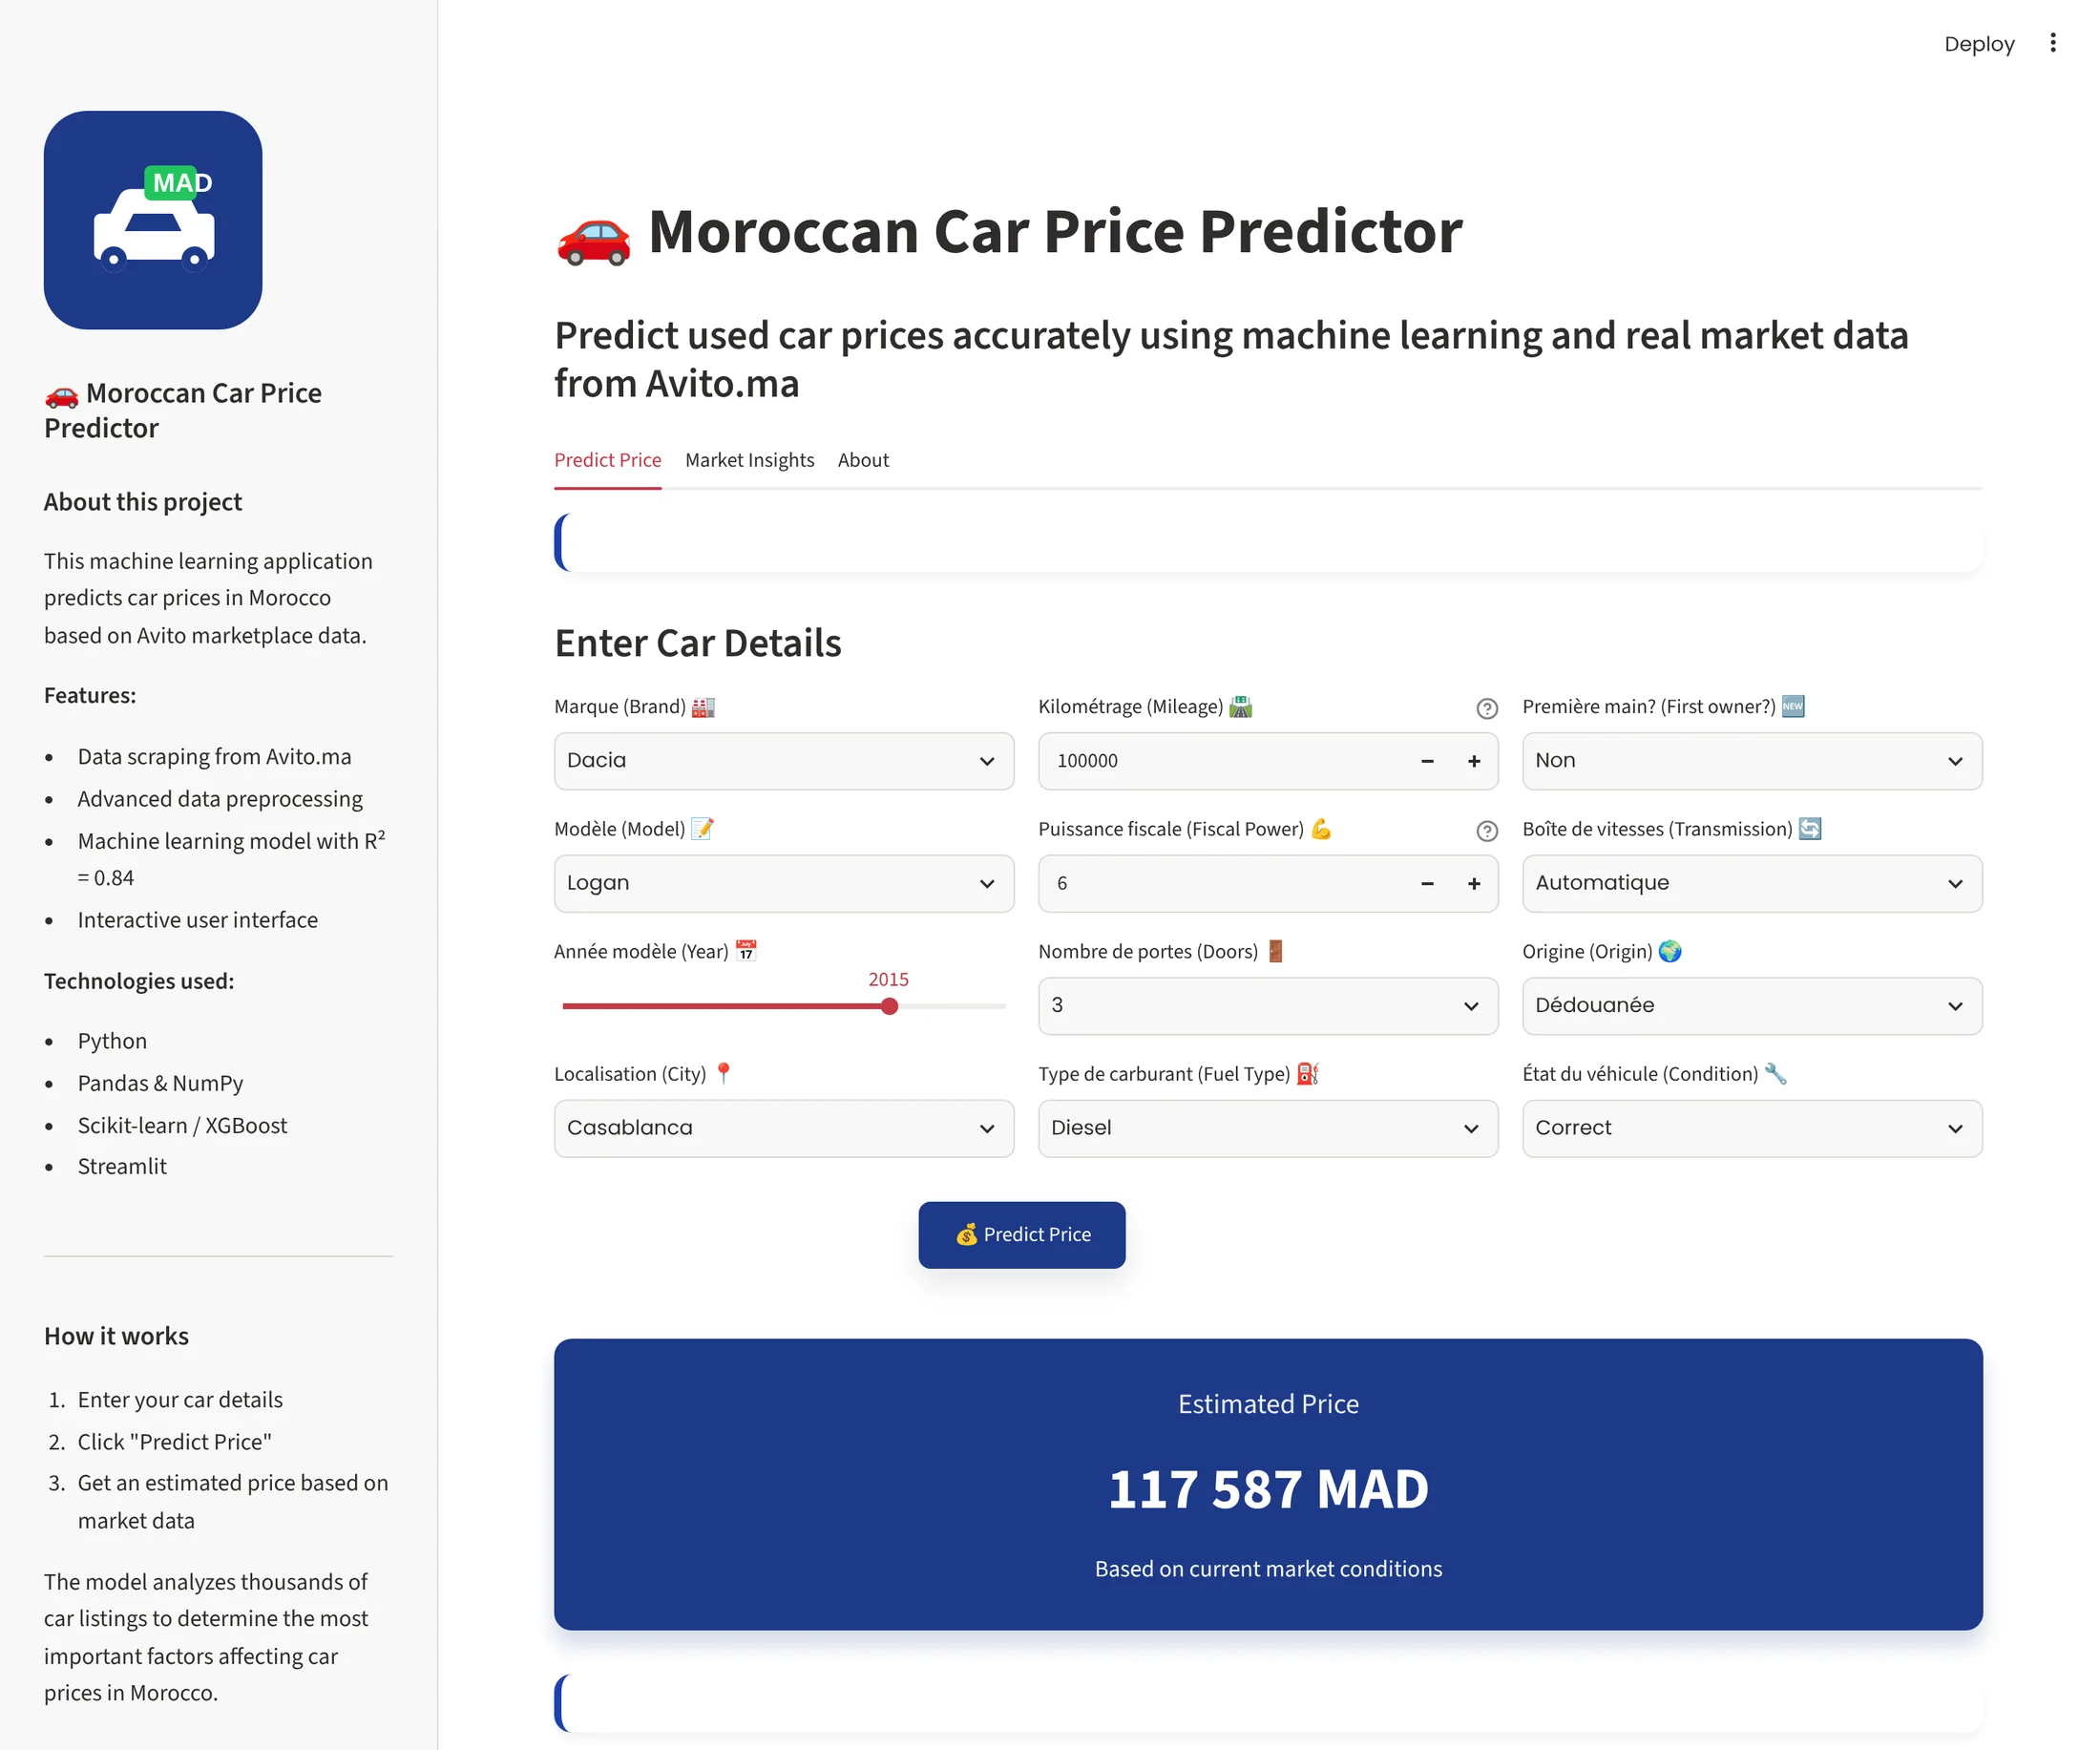 Deploy
MAD
🚗 Moroccan Car Price
Predictor
About this project
This machine learning application
predicts car prices in Morocco
based on Avito marketplace data.
Features:
• Data scraping from Avito.ma
• Advanced data preprocessing
• Machine learning model with R²
= 0.84
• Interactive user interface
Technologies used:
• Python
• Pandas & NumPy
• Scikit-learn / XGBoost
• Streamlit
How it works
1. Enter your car details
2. Click "Predict Price"
3. Get an estimated price based on
market data
The model analyzes thousands of
car listings to determine the most
important factors affecting car
prices in Morocco.
🚗 Moroccan Car Price Predictor
Predict used car prices accurately using machine learning and real market data
from Avito.ma
Predict Price Market Insights About
Enter Car Details
Marque (Brand) 🏭
Dacia
Modèle (Model) 📝
Logan
Année modèle (Year) 📅
2015
Localisation (City) 📍
Casablanca
Kilométrage (Mileage) 🛣️
100000
Puissance fiscale (Fiscal Power) 💪
6
Nombre de portes (Doors) 🚪
3
Type de carburant (Fuel Type) ⛽
Diesel
Première main? (First owner?) 🆕
Non
Boîte de vitesses (Transmission) 🔄
Automatique
Origine (Origin) 🌍
Dédouanée
État du véhicule (Condition) 🔧
Correct
💰 Predict Price
Estimated Price
117 587 MAD
Based on current market conditions